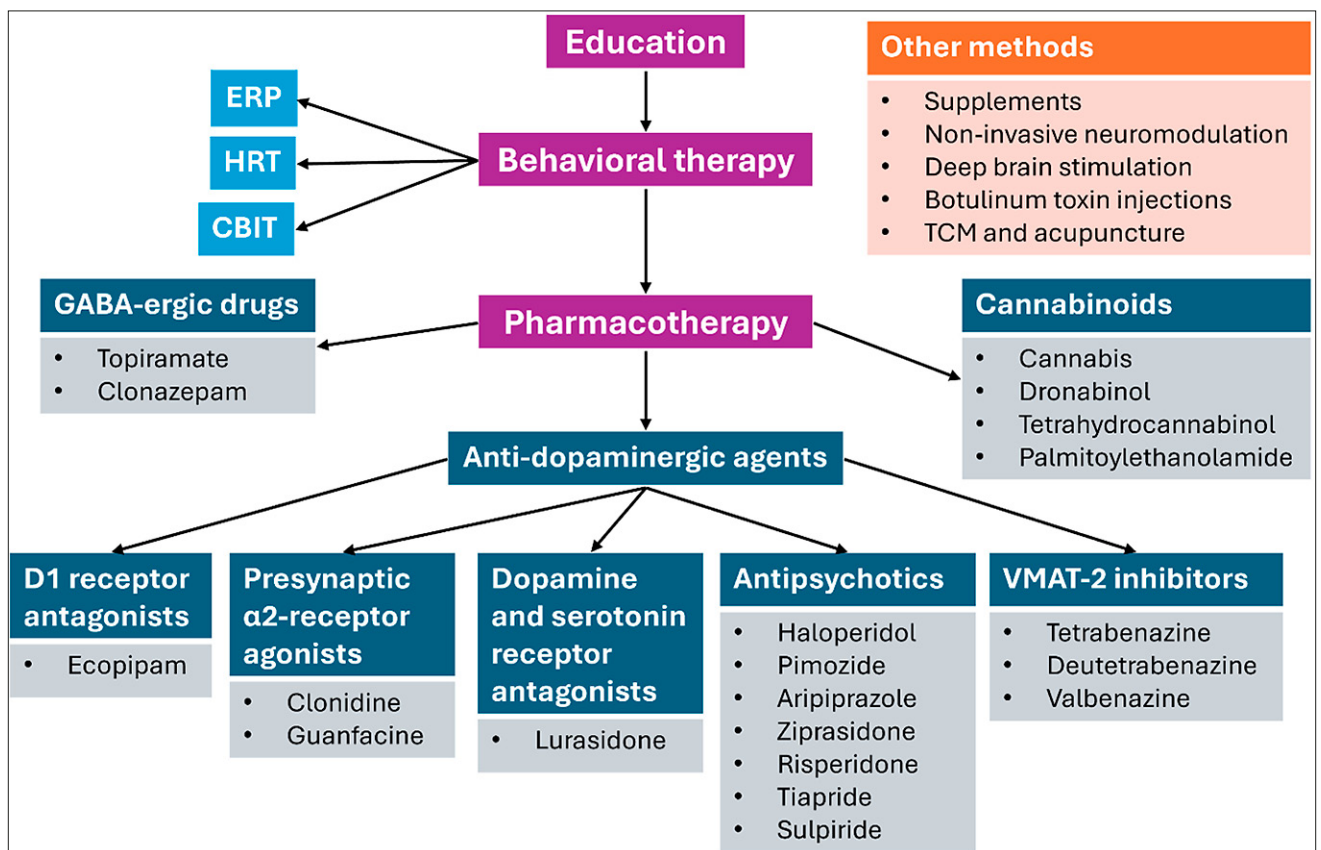 Education
Other methods
• Supplements
• Non-invasive neuromodulation
• Deep brain stimulation
• Botulinum toxin injections
• TCM and acupuncture
ERP
HRT
CBIT
Behavioral therapy
GABA-ergic drugs
• Topiramate
• Clonazepam
Pharmacotherapy
Cannabinoids
• Cannabis
• Dronabinol
• Tetrahydrocannabinol
• Palmitoylethanolamide
Anti-dopaminergic agents
D1 receptor
antagonists
• Ecopipam
Presynaptic
α2-receptor
agonists
• Clonidine
• Guanfacine
Dopamine
and serotonin
receptor
antagonists
• Lurasidone
Antipsychotics
• Haloperidol
• Pimozide
• Aripiprazole
• Ziprasidone
• Risperidone
• Tiapride
• Sulpiride
VMAT-2 inhibitors
• Tetrabenazine
• Deutetrabenazine
• Valbenazine